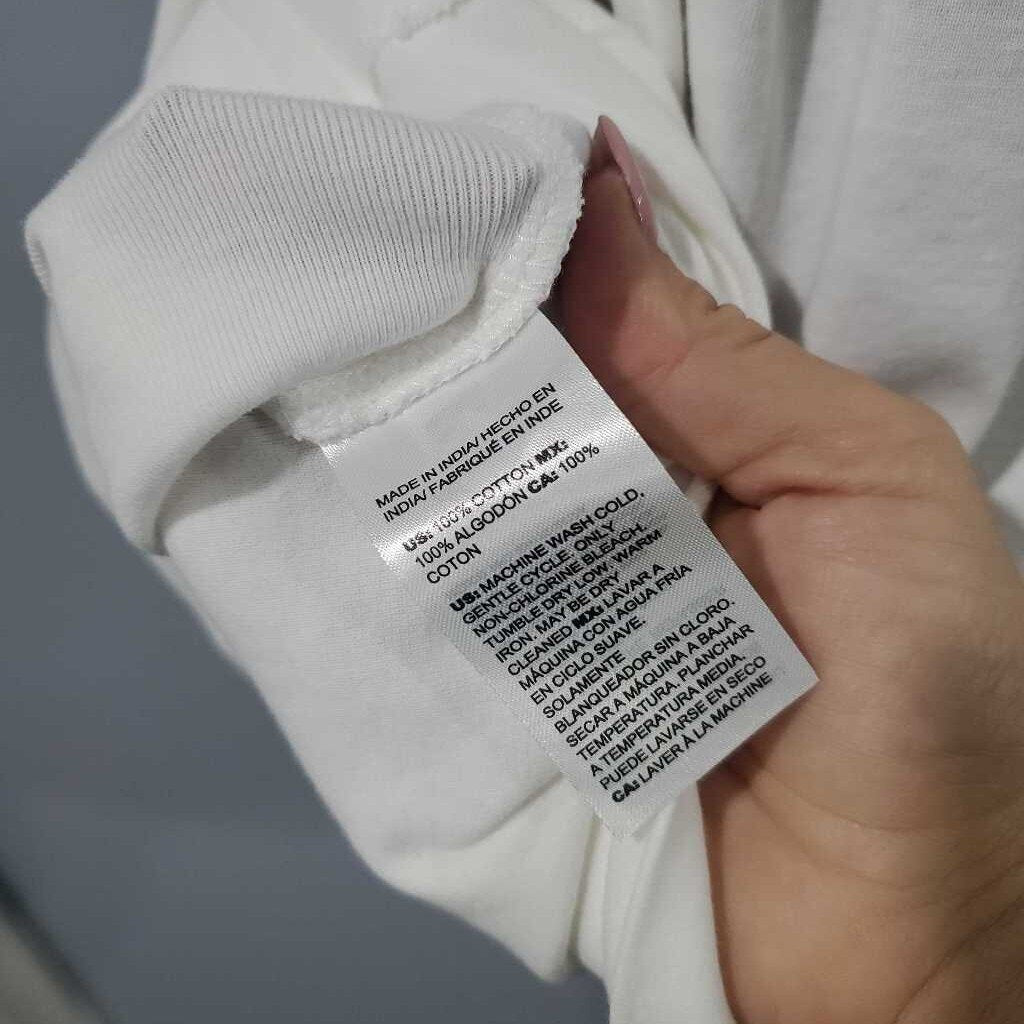 MADE IN INDIA/ HECHO EN
INDIA/ FABRIQUÉ EN INDE
US: 100% COTTON MX:
100% ALGODÓN CA: 100%
COTON
US: MACHINE WASH COLD,
GENTLE CYCLE. ONLY
NON-CHLORINE BLEACH.
TUMBLE DRY LOW. WARM
IRON. MAY BE DRY
CLEANED MX: LAVAR A
MÁQUINA CON AGUA FRIA
EN CICLO SUAVE.
SOLAMENTE
BLANQUEADOR SIN CLORO.
SECAR A MÁQUINA A BAJA
TEMPERATURA. PLANCHAR
A TEMPERATURA MEDIA.
PUEDE LAVARSE EN SECO
CA: LAVER À LA MACHINE